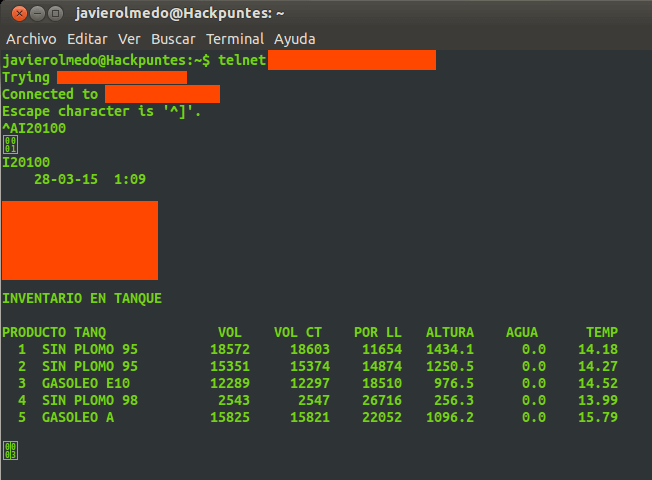 javierolmedo@Hackpuntes: ~
Archivo Editar Ver Buscar Terminal Ayuda
javierolmedo@Hackpuntes:~$ telnet
Trying
Connected to
Escape character is '^]'.
^AI20100
0001
I20100
28-03-15 1:09
INVENTARIO EN TANQUE
PRODUCTO TANQ VOL VOL CT POR LL ALTURA AGUA TEMP
1 SIN PLOMO 95 18572 18603 11654 1434.1 0.0 14.18
2 SIN PLOMO 95 15351 15374 14874 1250.5 0.0 14.27
3 GASOLEO E10 12289 12297 18510 976.5 0.0 14.52
4 SIN PLOMO 98 2543 2547 26716 256.3 0.0 13.99
5 GASOLEO A 15825 15821 22052 1096.2 0.0 15.79
0003